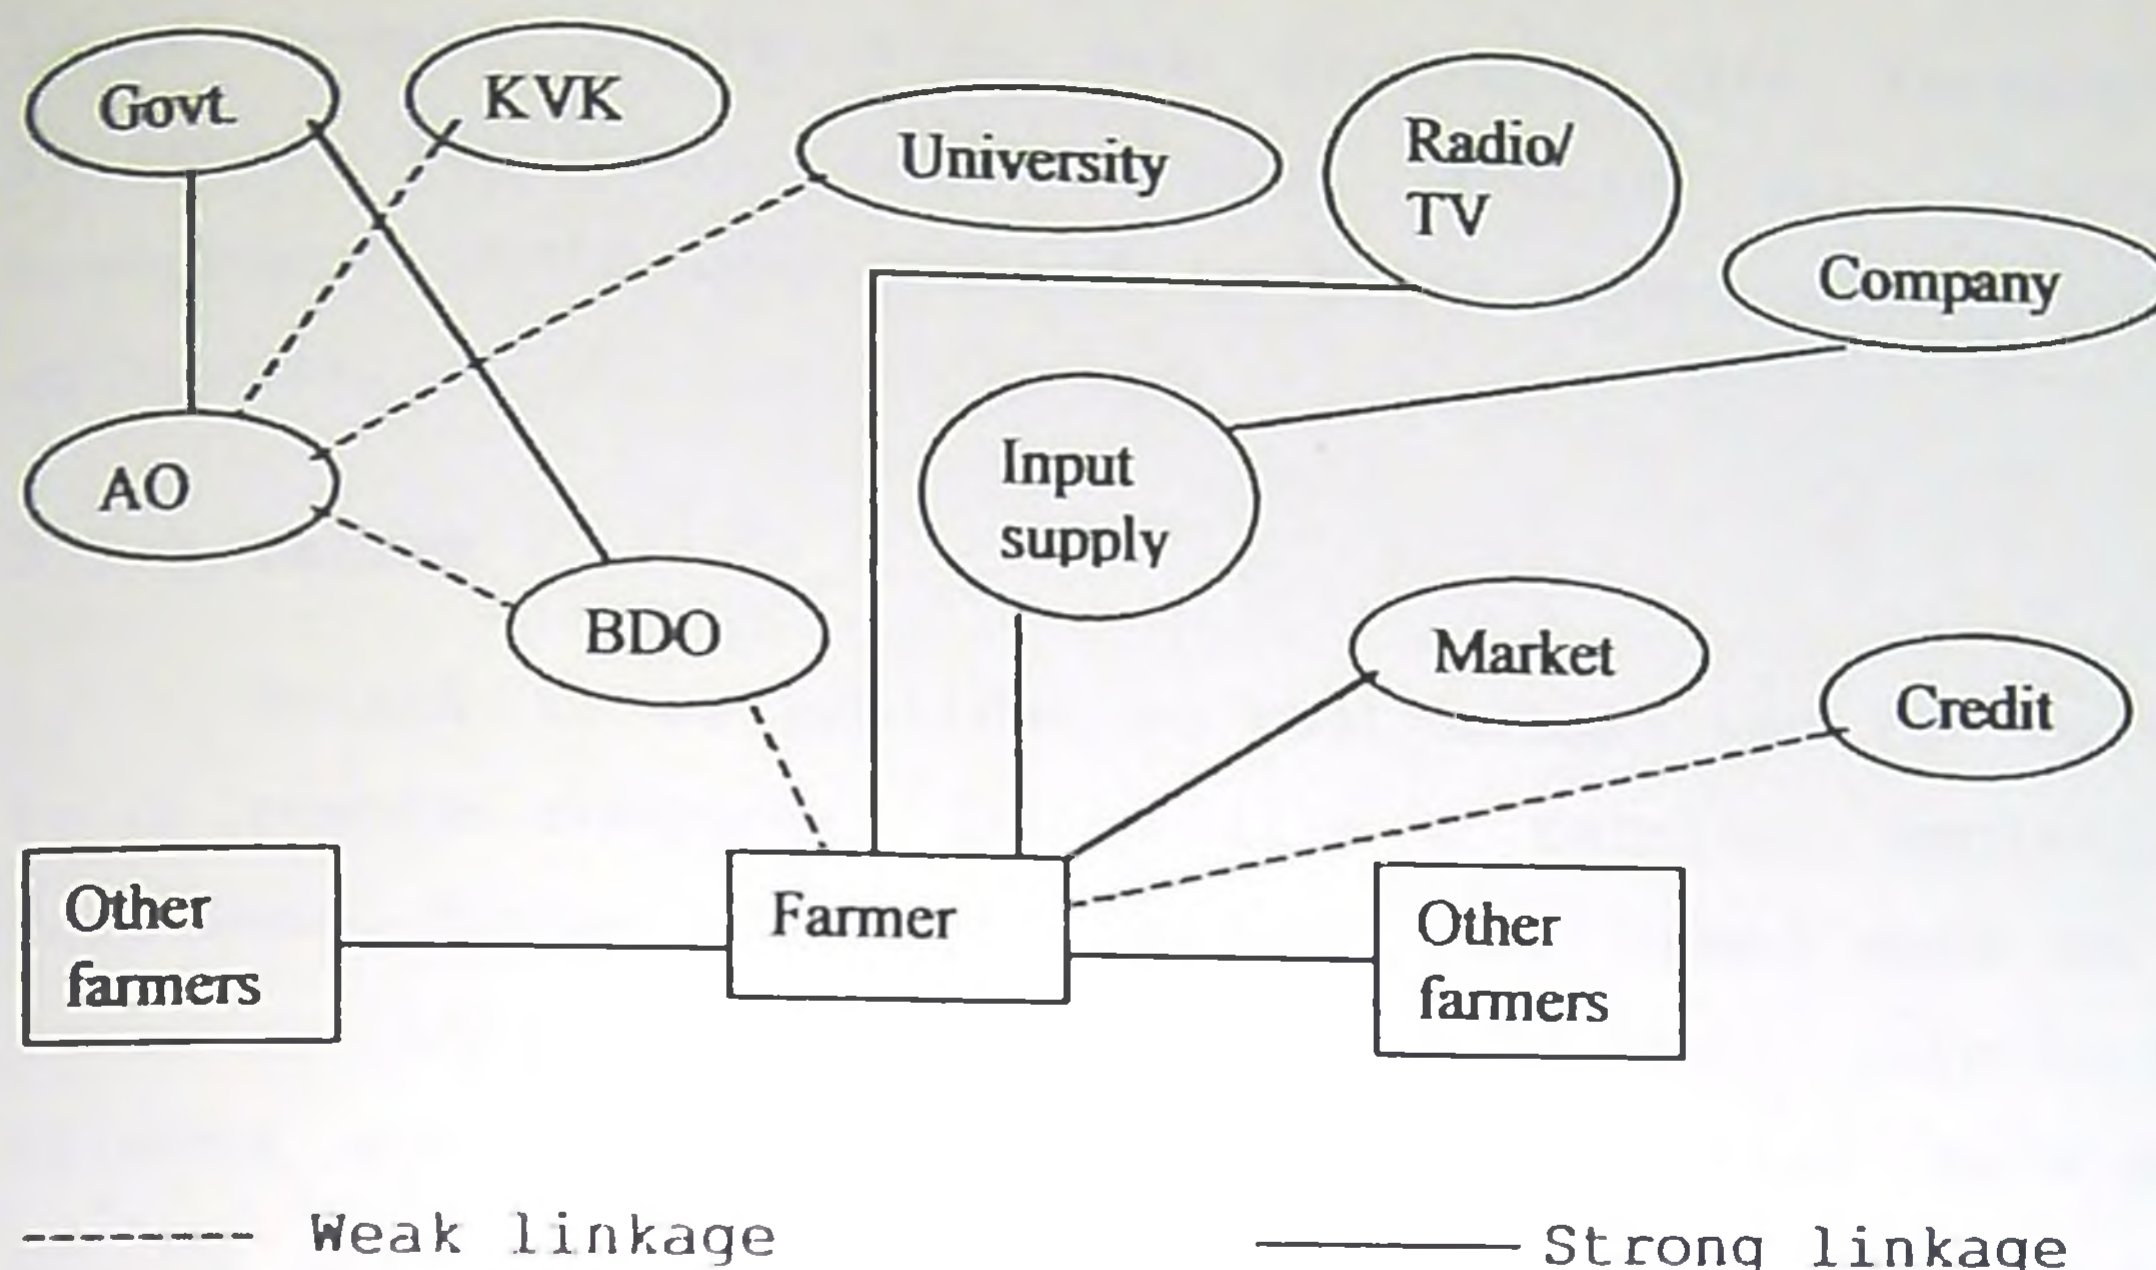 Govt.
KVK
University
Radio/
TV
Company
AO
Input
supply
BDO
Market
Credit
Other
farmers
Farmer
Other
farmers
Weak linkage
Strong linkage